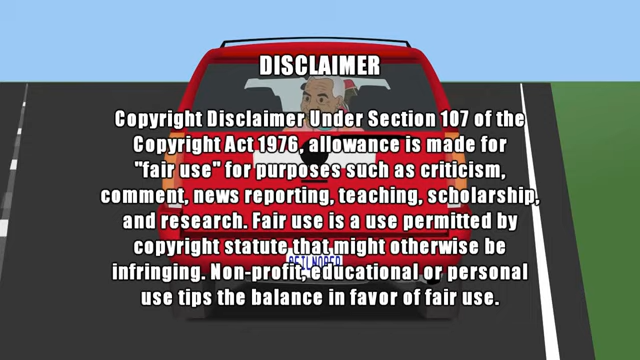 DISCLAIMER
Copyright Disclaimer Under Section 107 of the
Copyright Act 1976, allowance is made for
"fair use" for purposes such as criticism,
comment, news reporting, teaching, scholarship,
and research. Fair use is a use permitted by
copyright statute that might otherwise be
infringing. Non-profit, educational or personal
use tips the balance in favor of fair use.